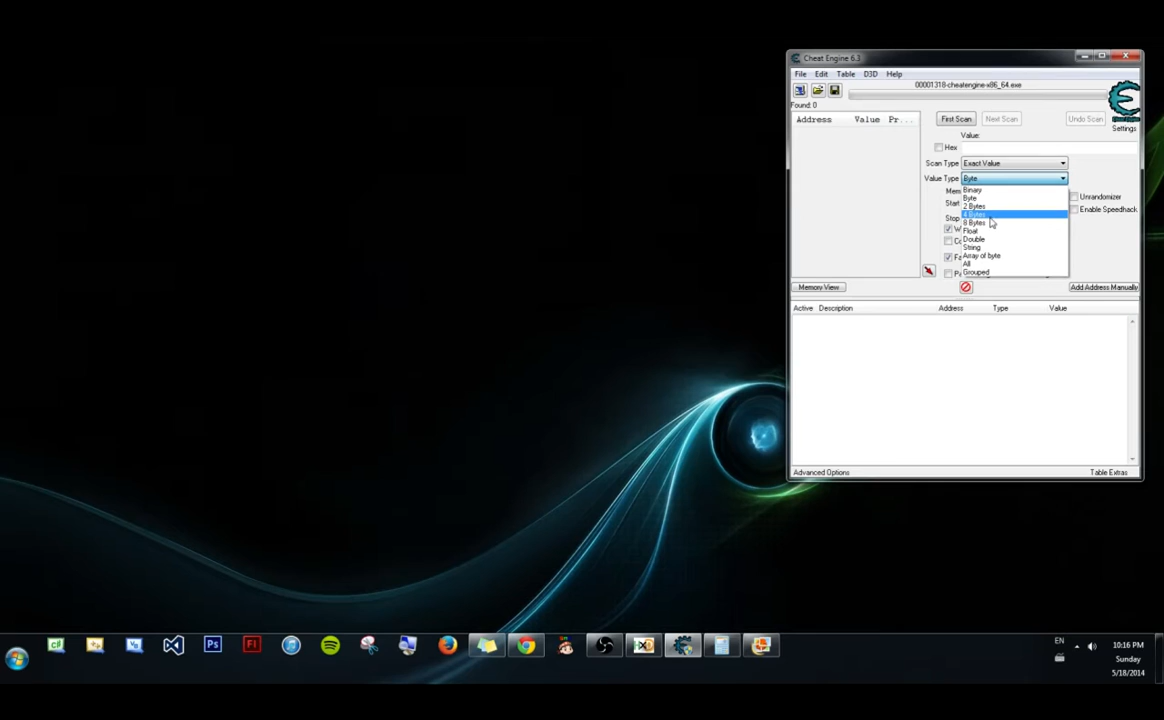 Cheat Engine 6.3
File Edit Table D3D Help
00001318-cheatengine-x86_64.exe
Found: 0
Address Value Pr...
First Scan Next Scan Undo Scan
Settings
Value:
Hex
Scan Type Exact Value
Value Type Byte
Binary
Byte
2 Bytes
4 Bytes
8 Bytes
Float
Double
String
Array of byte
All
Grouped
Unrandomizer
Enable Speedhack
Memory View Add Address Manually
Active Description Address Type Value
Advanced Options Table Extras
EN
10:16 PM
Sunday
5/18/2014
Ps
Fl